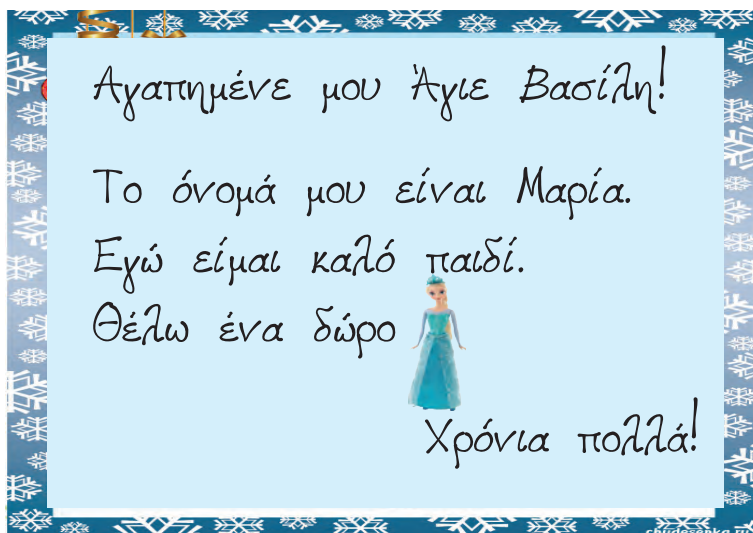 Αγαπημένε μου Άγιε Βασίλη!
Το όνομά μου είναι Μαρία.
Εγώ είμαι καλό παιδί.
Θέλω ένα δώρο
Χρόνια πολλά!